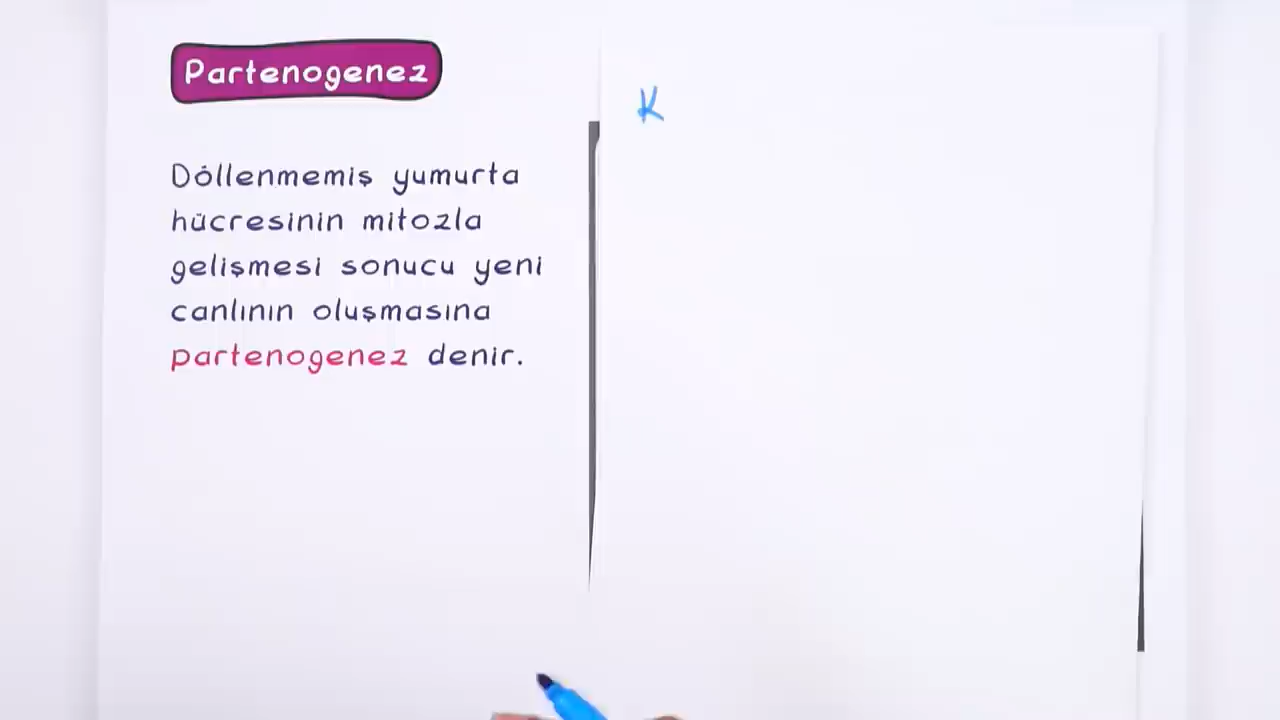 Partenogenez
Döllenmemiş yumurta
hücresinin mitozla
gelişmesi sonucu yeni
canlının oluşmasına
partenogenez denir.
K